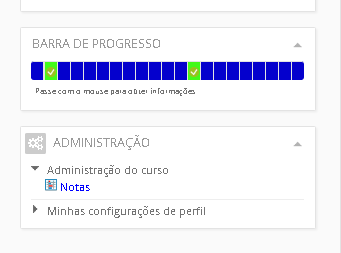 BARRA DE PROGRESSO
Passe com o mouse para obter informações
ADMINISTRAÇÃO
Administração do curso
Notas
Minhas configurações de perfil